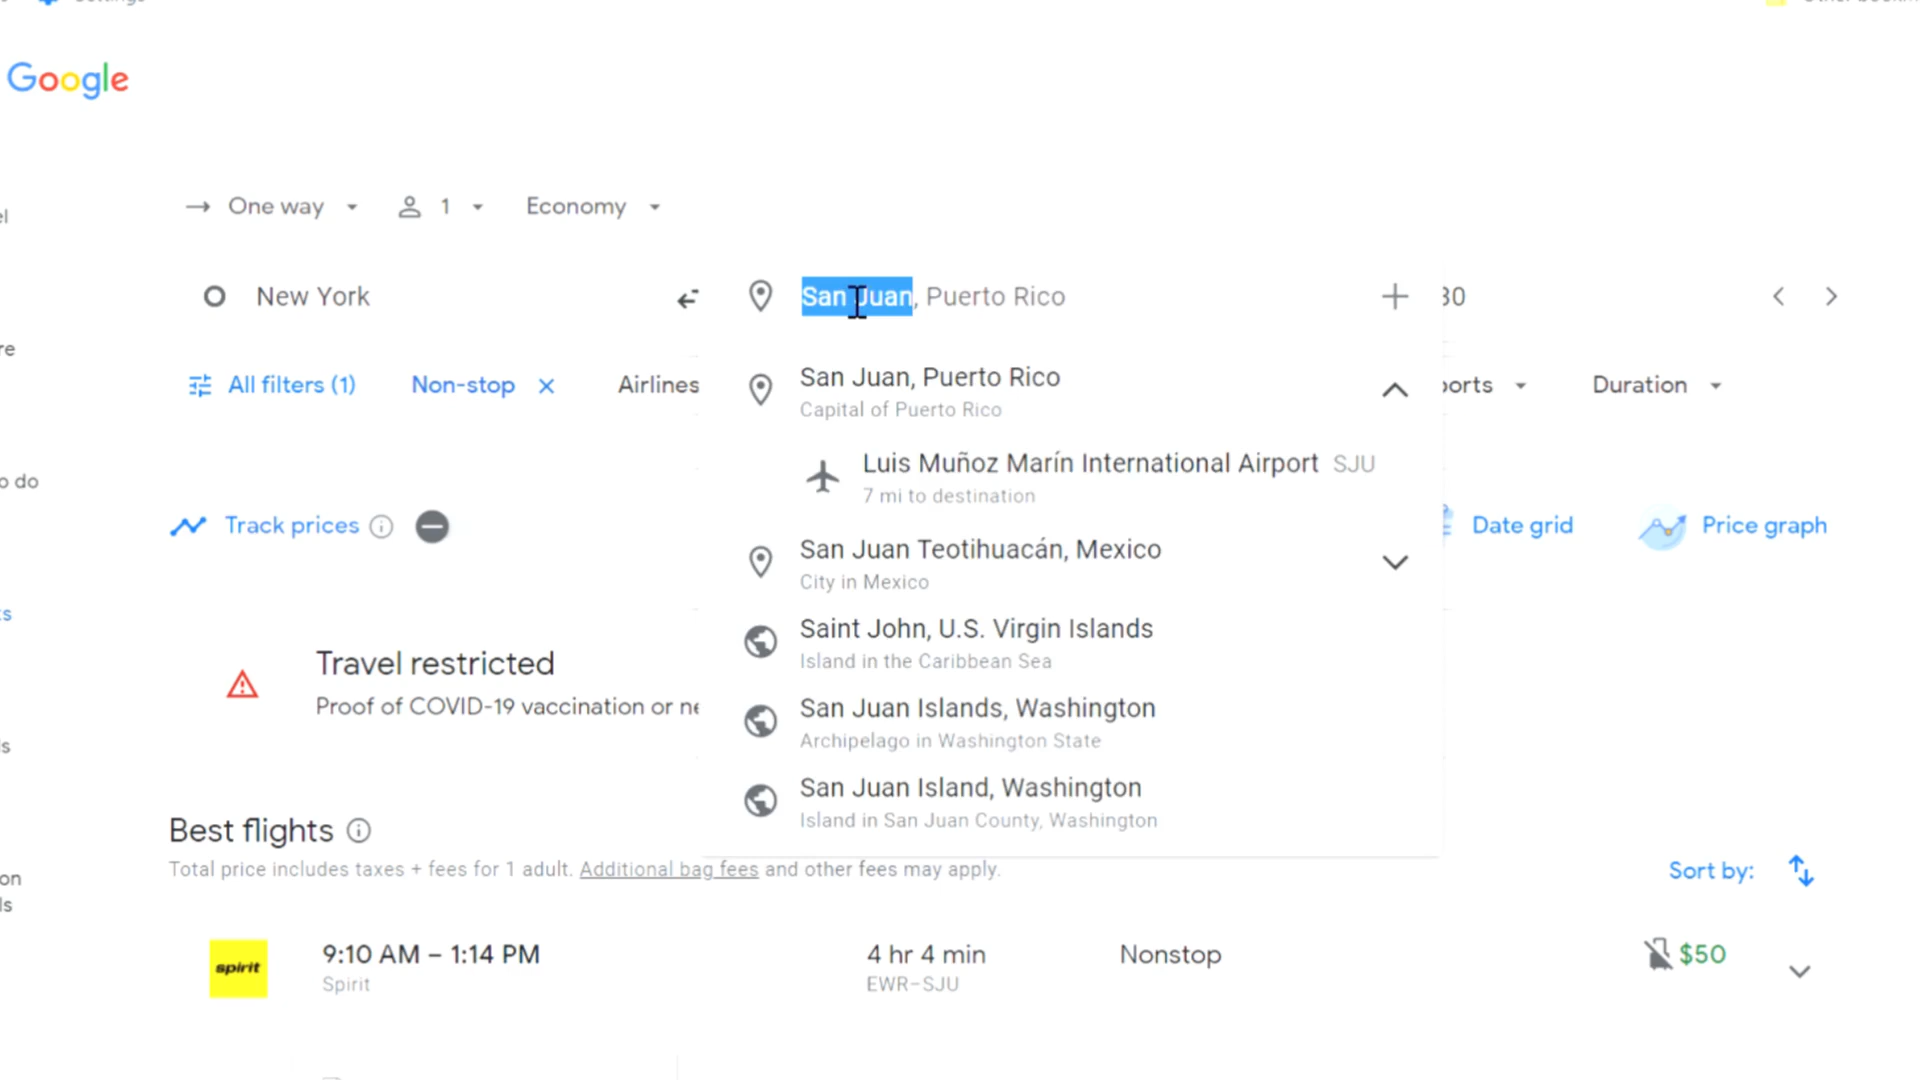 Google
One way 1 Economy
New York San Juan, Puerto Rico 30
All filters (1) Non-stop Airlines Duration
San Juan, Puerto Rico
Capital of Puerto Rico
Luis Muñoz Marín International Airport SJU
7 mi to destination
Track prices Date grid Price graph
San Juan Teotihuacán, Mexico
City in Mexico
Saint John, U.S. Virgin Islands
Island in the Caribbean Sea
Travel restricted
Proof of COVID-19 vaccination or ne
San Juan Islands, Washington
Archipelago in Washington State
San Juan Island, Washington
Island in San Juan County, Washington
Best flights
Total price includes taxes + fees for 1 adult. Additional bag fees and other fees may apply.
Sort by:
spirit 9:10 AM – 1:14 PM 4 hr 4 min Nonstop $50
Spirit EWR–SJU